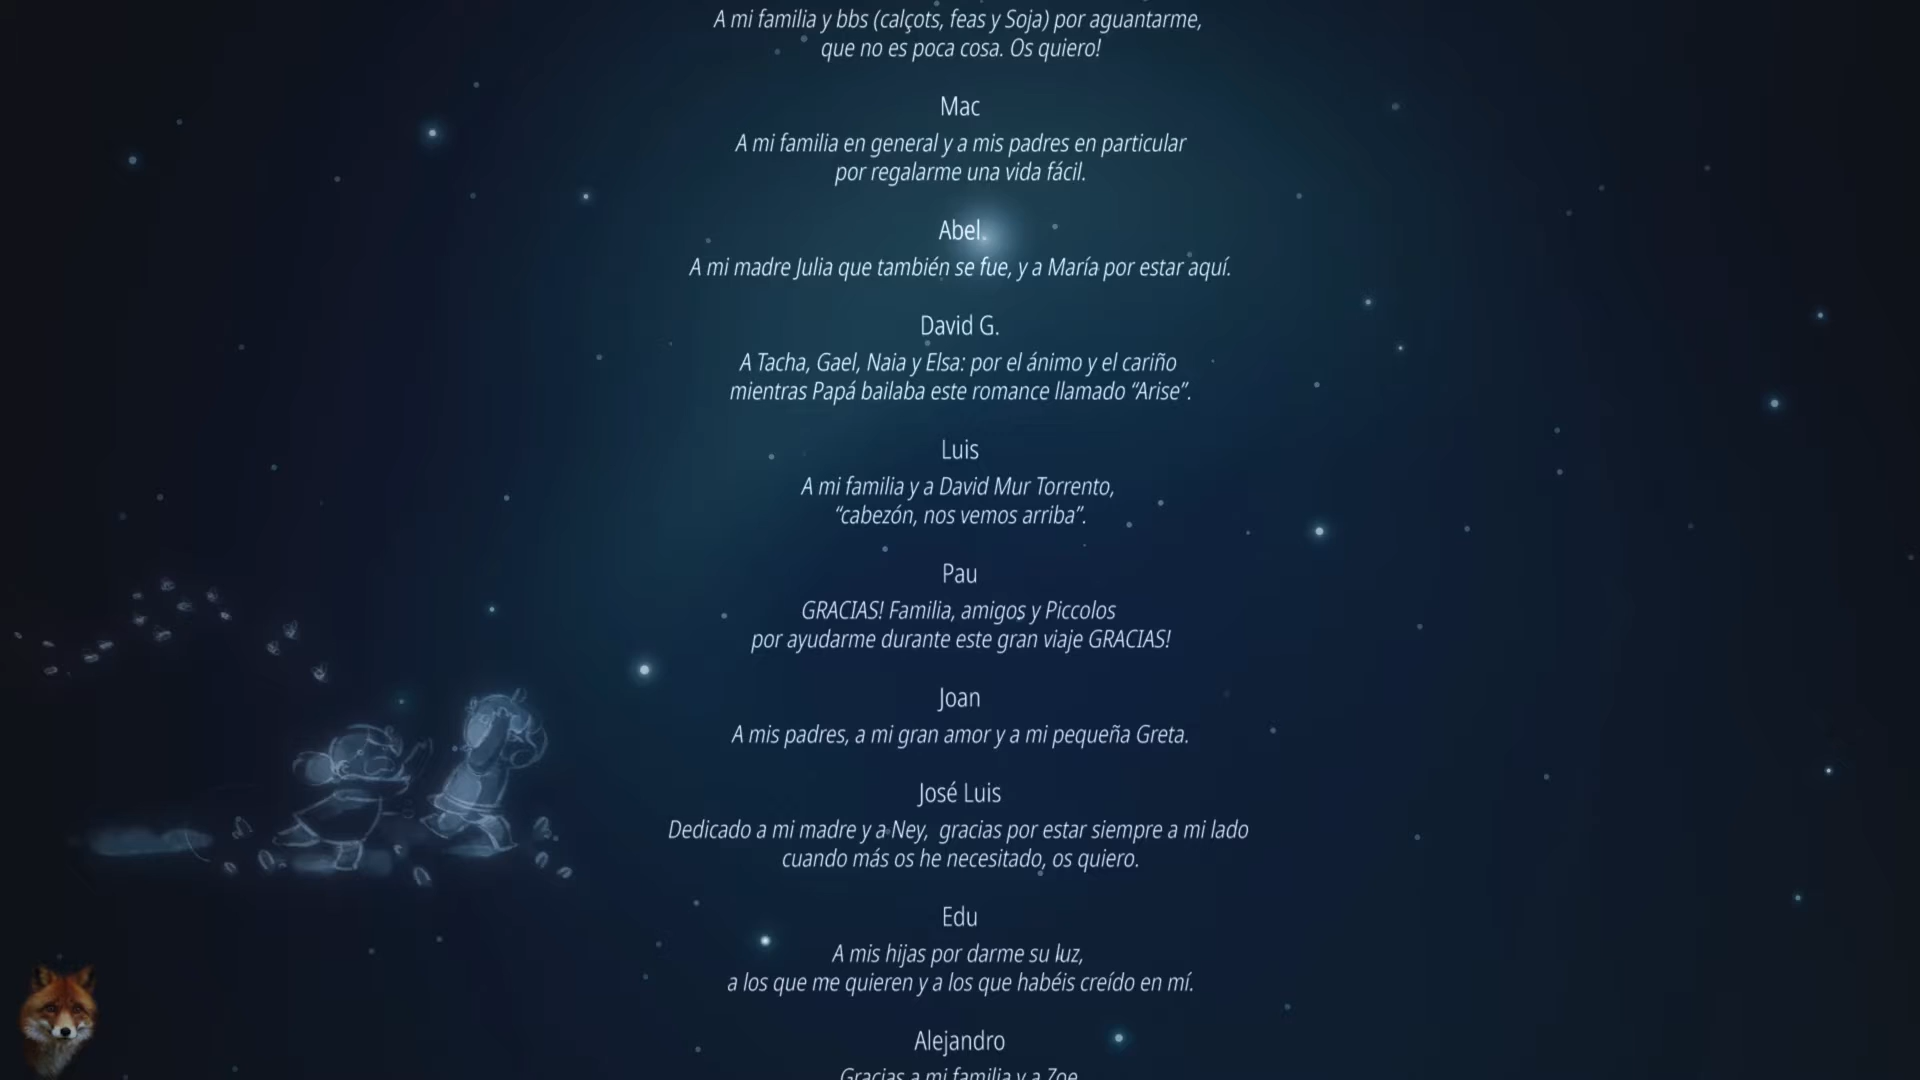 A mi familia y bbs (calçots, feas y Soja) por aguantarme,
que no es poca cosa. Os quiero!
Mac
A mi familia en general y a mis padres en particular
por regalarme una vida fácil.
Abel
A mi madre Julia que también se fue, y a María por estar aquí.
David G.
A Tacha, Gael, Naia y Elsa: por el ánimo y el cariño
mientras Papá bailaba este romance llamado “Arise”.
Luis
A mi familia y a David Mur Torrento,
“cabezón, nos vemos arriba”.
Pau
GRACIAS! Familia, amigos y Piccolos
por ayudarme durante este gran viaje GRACIAS!
Joan
A mis padres, a mi gran amor y a mi pequeña Greta.
José Luis
Dedicado a mi madre y a Ney, gracias por estar siempre a mi lado
cuando más os he necesitado, os quiero.
Edu
A mis hijas por darme su luz,
a los que me quieren y a los que habéis creído en mí.
Alejandro
Gracias a mi familia y a Zoe